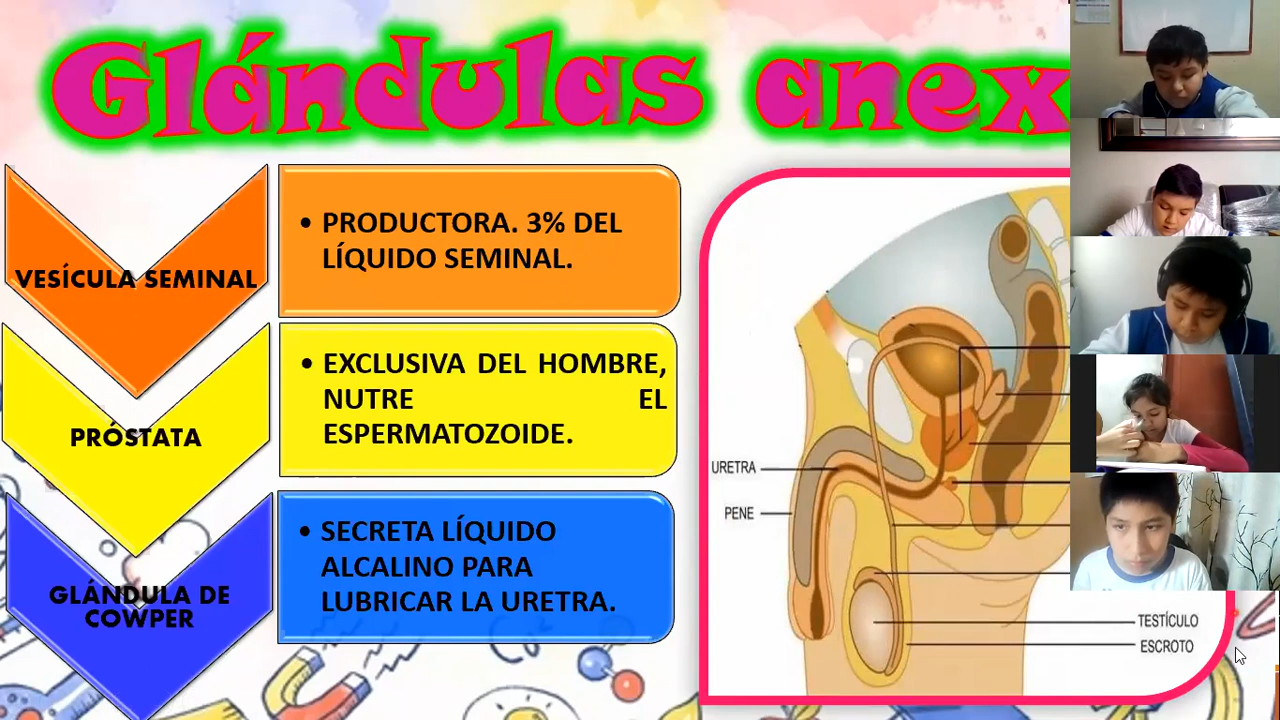 Glándulas anex
VESÍCULA SEMINAL
• PRODUCTORA. 3% DEL
LÍQUIDO SEMINAL.
PRÓSTATA
• EXCLUSIVA DEL HOMBRE,
NUTRE EL
ESPERMATOZOIDE.
GLÁNDULA DE
COWPER
• SECRETA LÍQUIDO
ALCALINO PARA
LUBRICAR LA URETRA.
URETRA
PENE
TESTÍCULO
ESCROTO